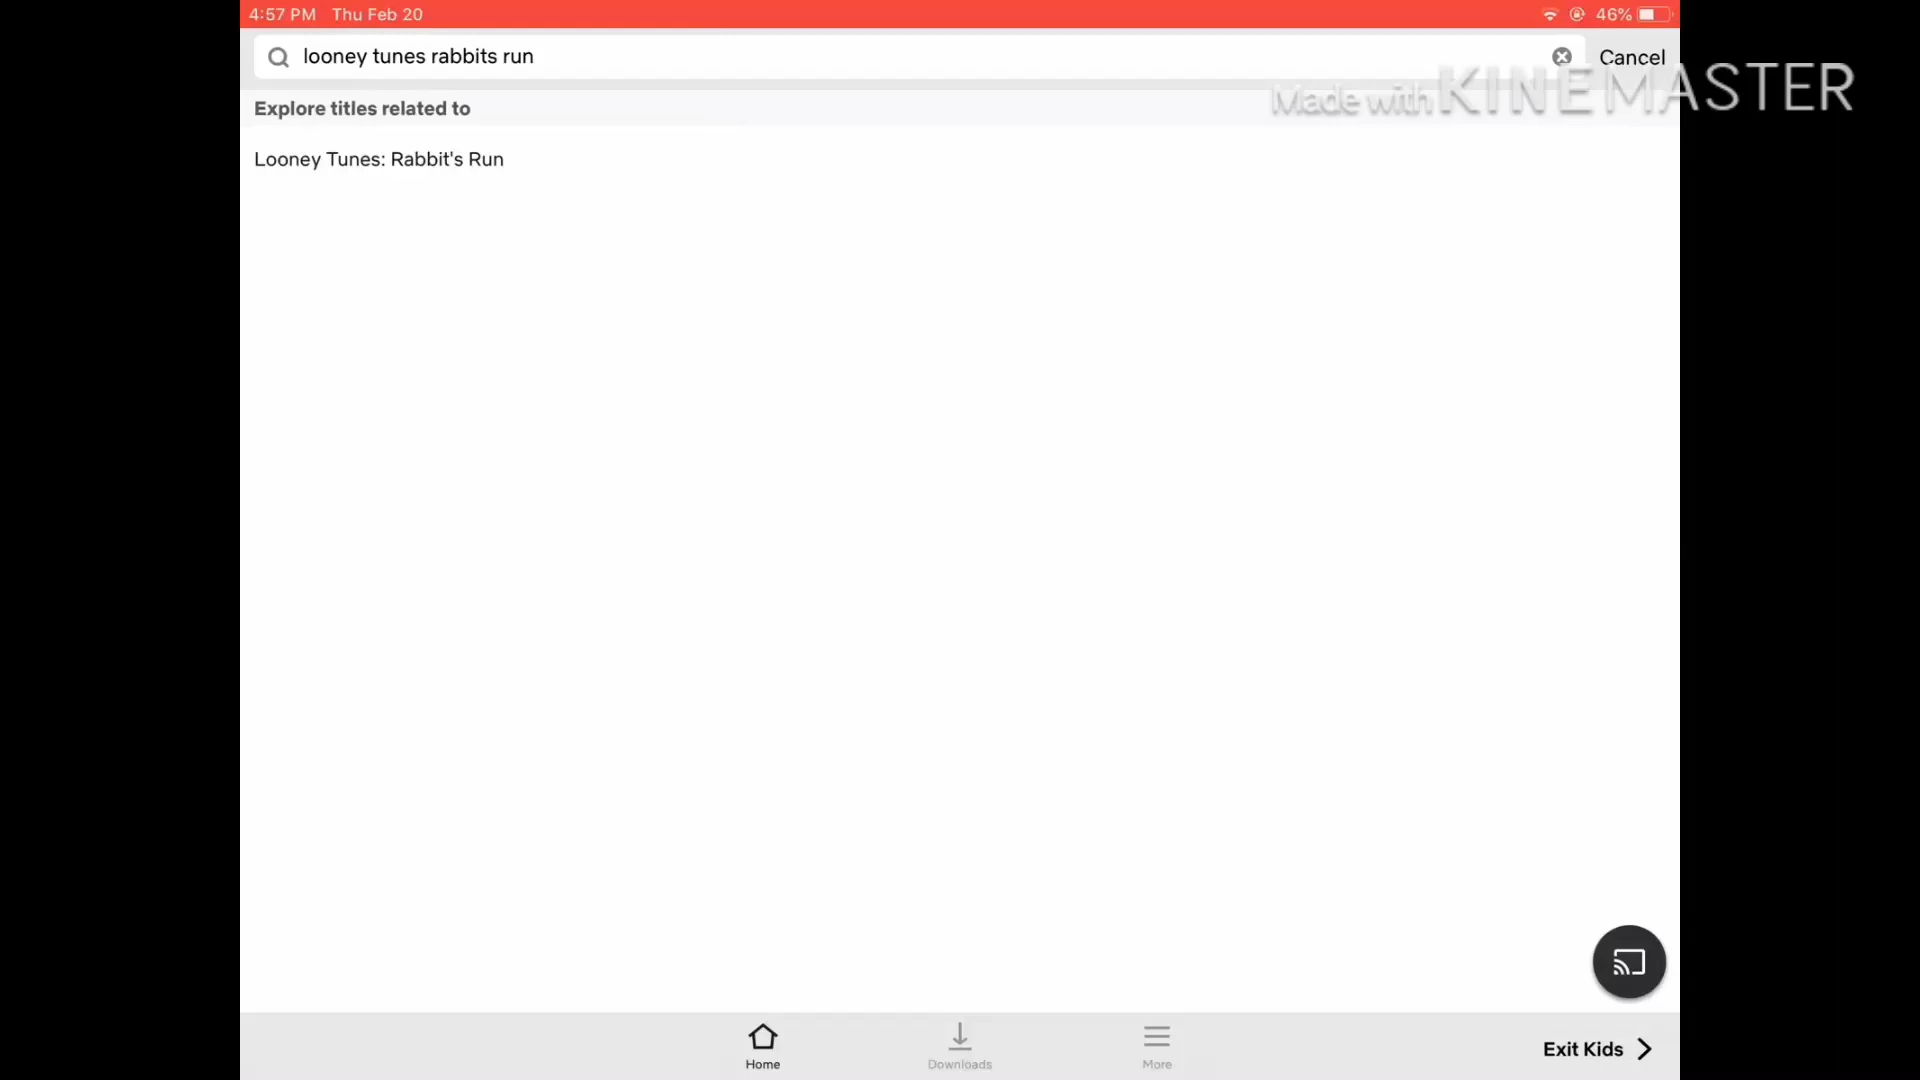 4:57 PM Thu Feb 20
46%
looney tunes rabbits run
Cancel
Made with KINEMASTER
Explore titles related to
Looney Tunes: Rabbit's Run
Home
Downloads
More
Exit Kids